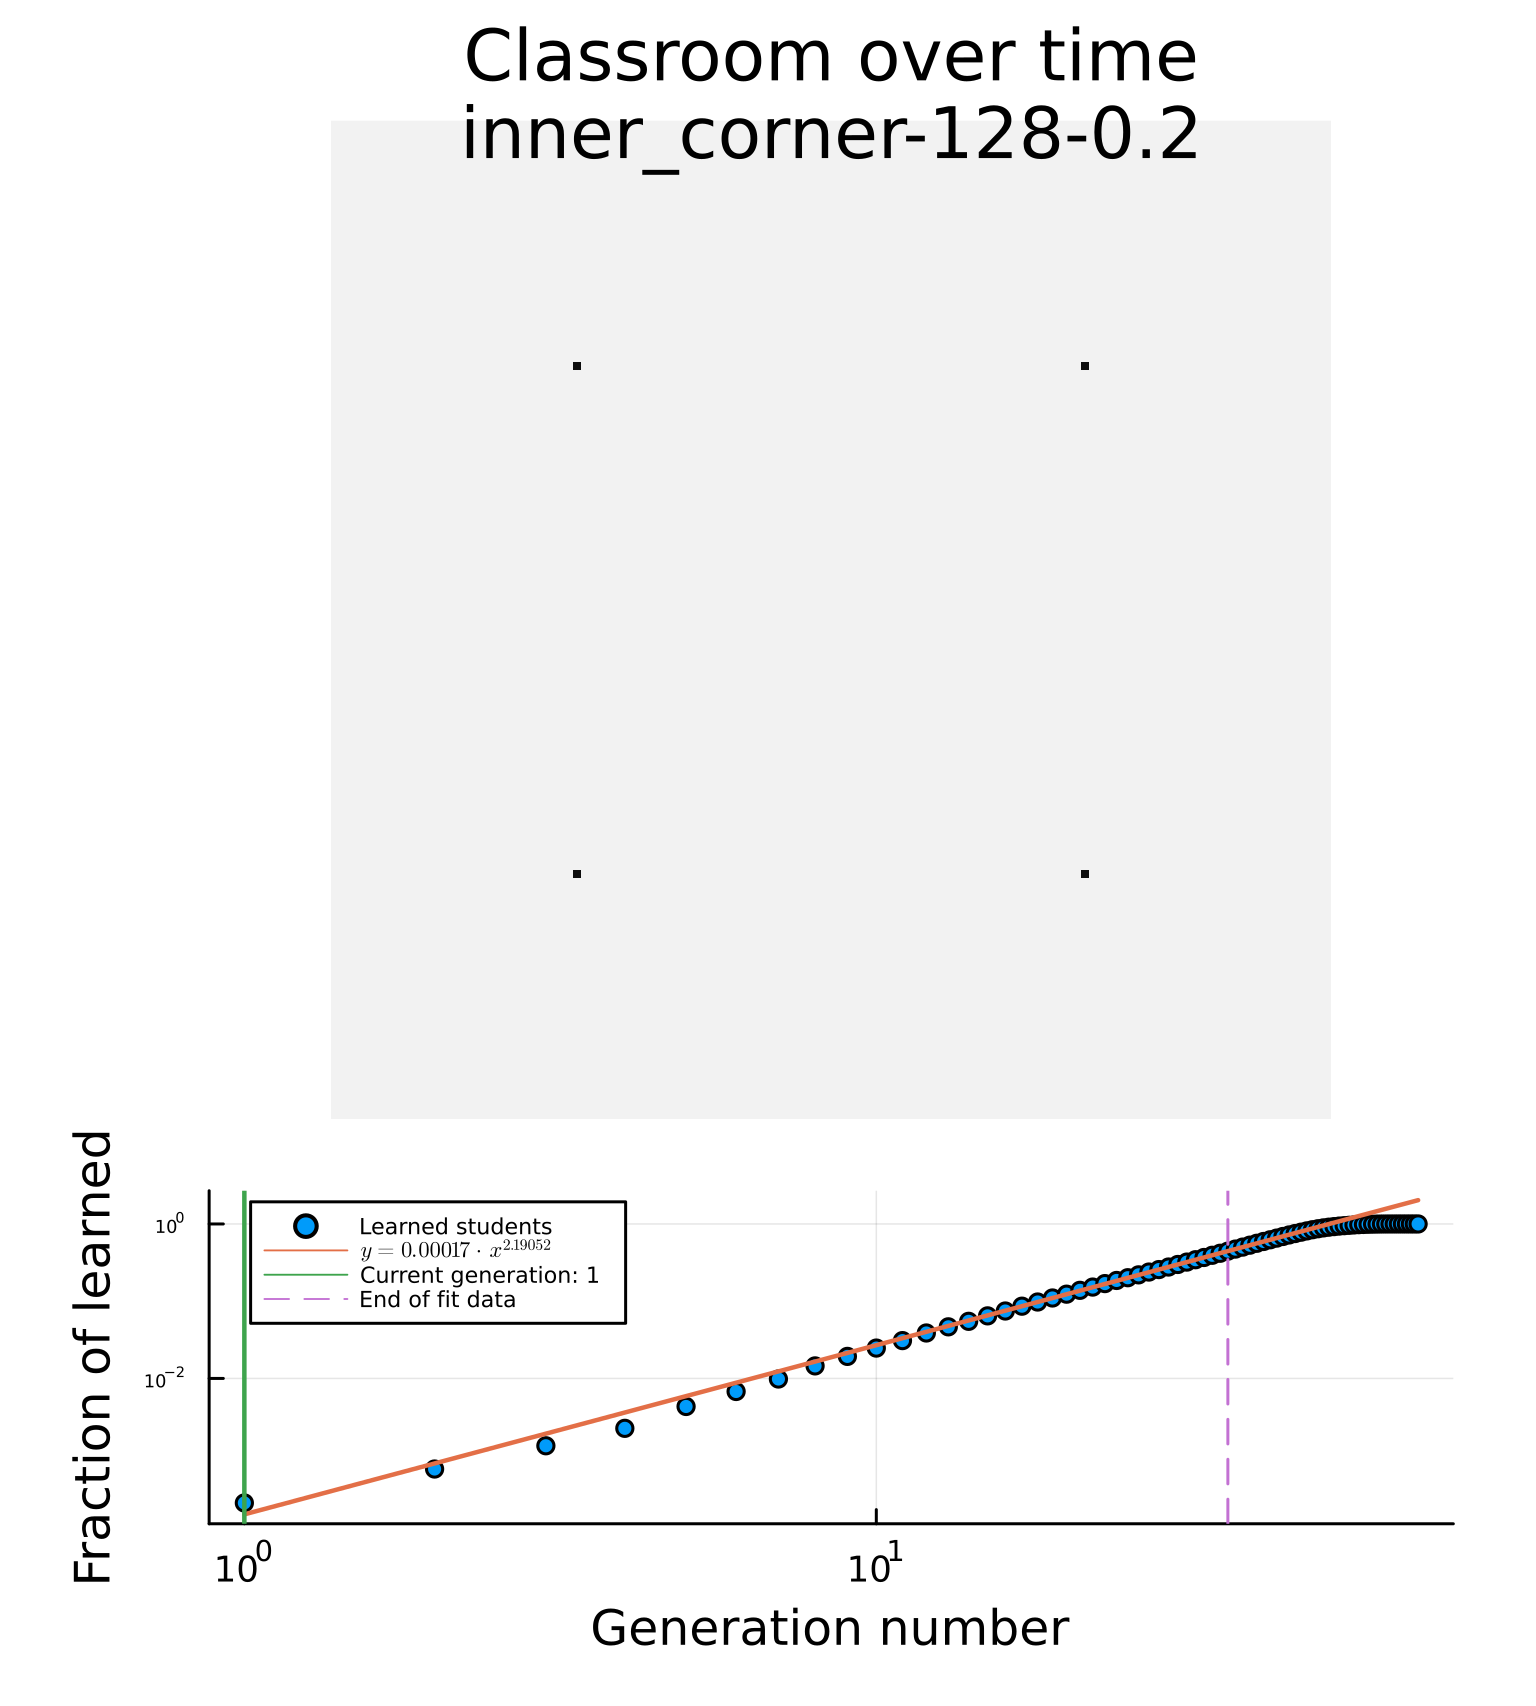 Classroom over time
inner_corner-128-0.2
Fraction of learned
10⁰
10⁻²
Learned students
y = 0.00017 · x^2.19052
Current generation: 1
End of fit data
10⁰ 10¹
Generation number